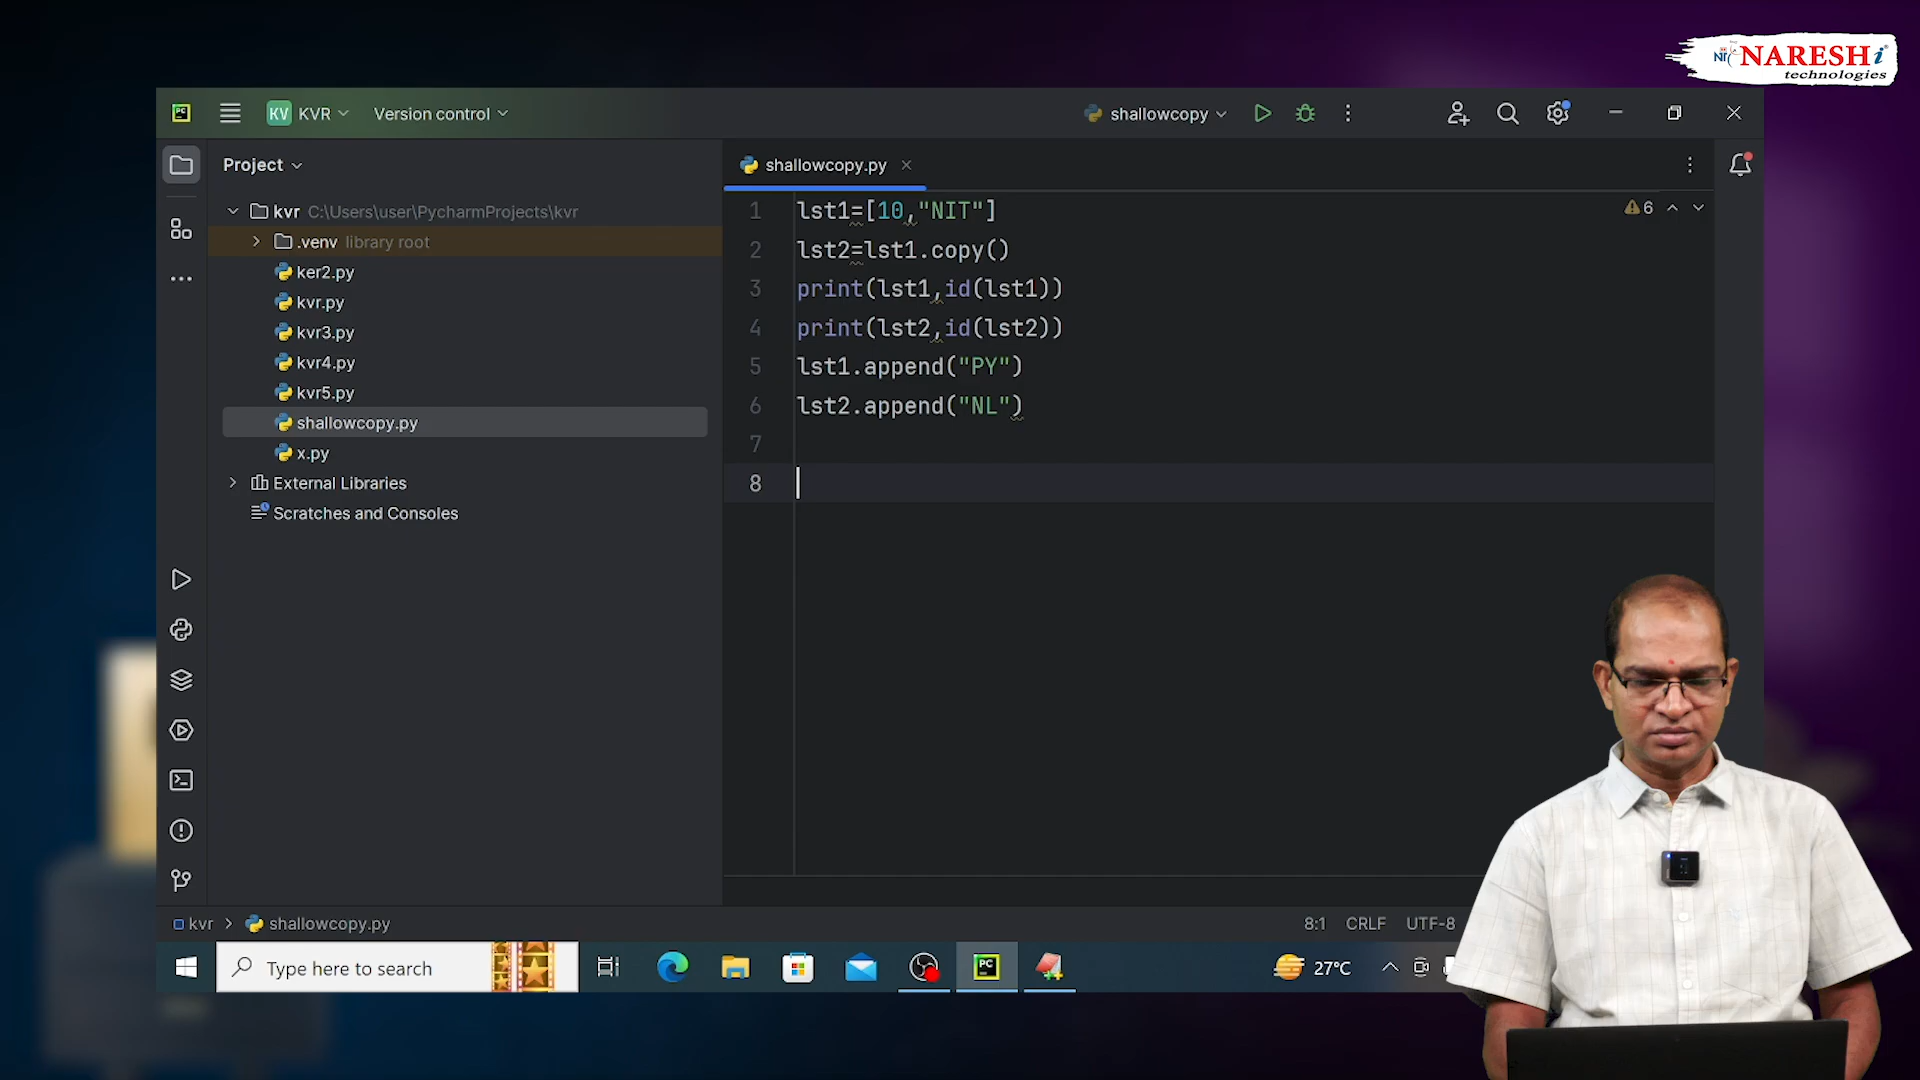 NIT NARESH i
technologies
PC
KV KVR
Version control
shallowcopy
Project
shallowcopy.py
kvr C:\Users\user\PycharmProjects\kvr
.venv library root
ker2.py
kvr.py
kvr3.py
kvr4.py
kvr5.py
shallowcopy.py
x.py
External Libraries
Scratches and Consoles
6
1 lst1=[10,"NIT"]
2 lst2=lst1.copy()
3 print(lst1,id(lst1))
4 print(lst2,id(lst2))
5 lst1.append("PY")
6 lst2.append("NL")
7
8
kvr > shallowcopy.py
8:1 CRLF UTF-8
Type here to search
PC
27°C